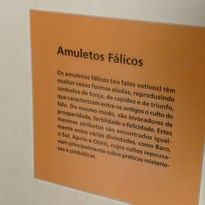 Amuletos Fálicos
Os amuletos fálicos (ou falos votivos) têm
muitas vezes formas aladas, reproduzindo
símbolos de força, de rapidez e de triunfo,
que caracterizam entre os antigos o culto do
falo. Do mesmo modo, são invocadores de
prosperidade, fertilidade e felicidade. Estes
mesmos atributos são encontrados igual-
mente entre várias divindades, como Baco,
o Sol, Apolo e Osíris, cujos cultos repousa-
vam principalmente sobre práticas misterio-
sas e simbólicas.